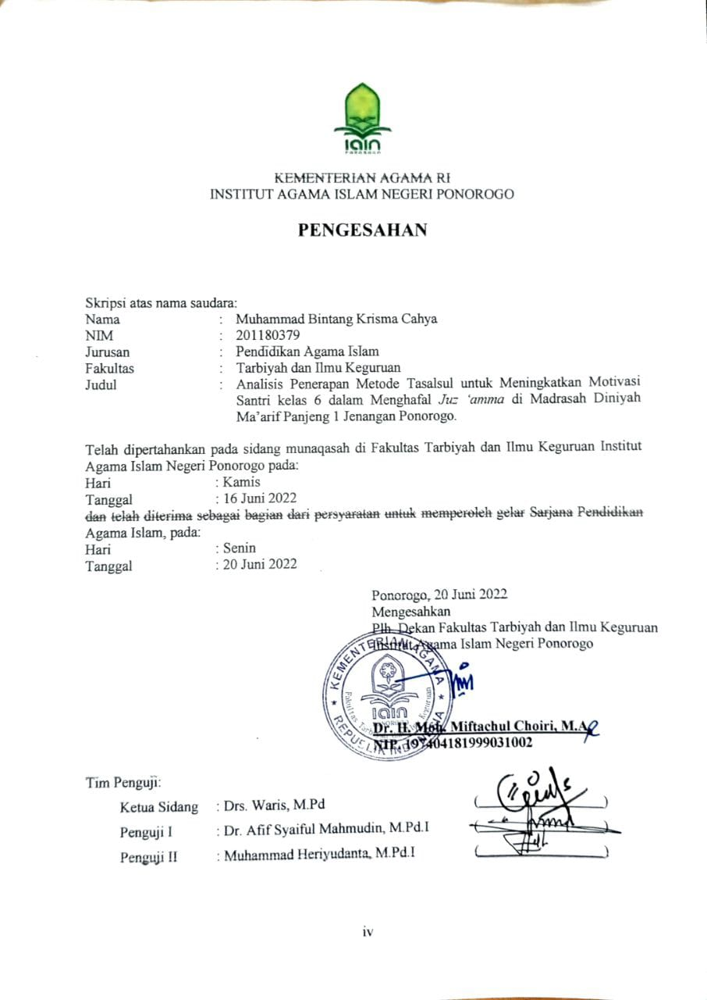 iain
PONOROGO
KEMENTERIAN AGAMA RI
INSTITUT AGAMA ISLAM NEGERI PONOROGO
PENGESAHAN
Skripsi atas nama saudara:
Nama : Muhammad Bintang Krisma Cahya
NIM : 201180379
Jurusan : Pendidikan Agama Islam
Fakultas : Tarbiyah dan Ilmu Keguruan
Judul : Analisis Penerapan Metode Tasalsul untuk Meningkatkan Motivasi
Santri kelas 6 dalam Menghafal Juz ‘amma di Madrasah Diniyah
Ma’arif Panjeng 1 Jenangan Ponorogo.
Telah dipertahankan pada sidang munaqasah di Fakultas Tarbiyah dan Ilmu Keguruan Institut
Agama Islam Negeri Ponorogo pada:
Hari : Kamis
Tanggal : 16 Juni 2022
dan telah diterima sebagai bagian dari persyaratan untuk memperoleh gelar Sarjana Pendidikan
Agama Islam, pada:
Hari : Senin
Tanggal : 20 Juni 2022
Ponorogo, 20 Juni 2022
Mengesahkan
Plh. Dekan Fakultas Tarbiyah dan Ilmu Keguruan
Institut Agama Islam Negeri Ponorogo
KEMENTERIAN AGAMA
Fakultas Tarbiyah dan Ilmu Keguruan
iain
REPUBLIK INDONESIA
Dr. H. Moh. Miftachul Choiri, M.A
NIP. 197404181999031002
Tim Penguji:
Ketua Sidang : Drs. Waris, M.Pd ( )
Penguji I : Dr. Afif Syaiful Mahmudin, M.Pd.I ( )
Penguji II : Muhammad Heriyudanta, M.Pd.I ( )
iv